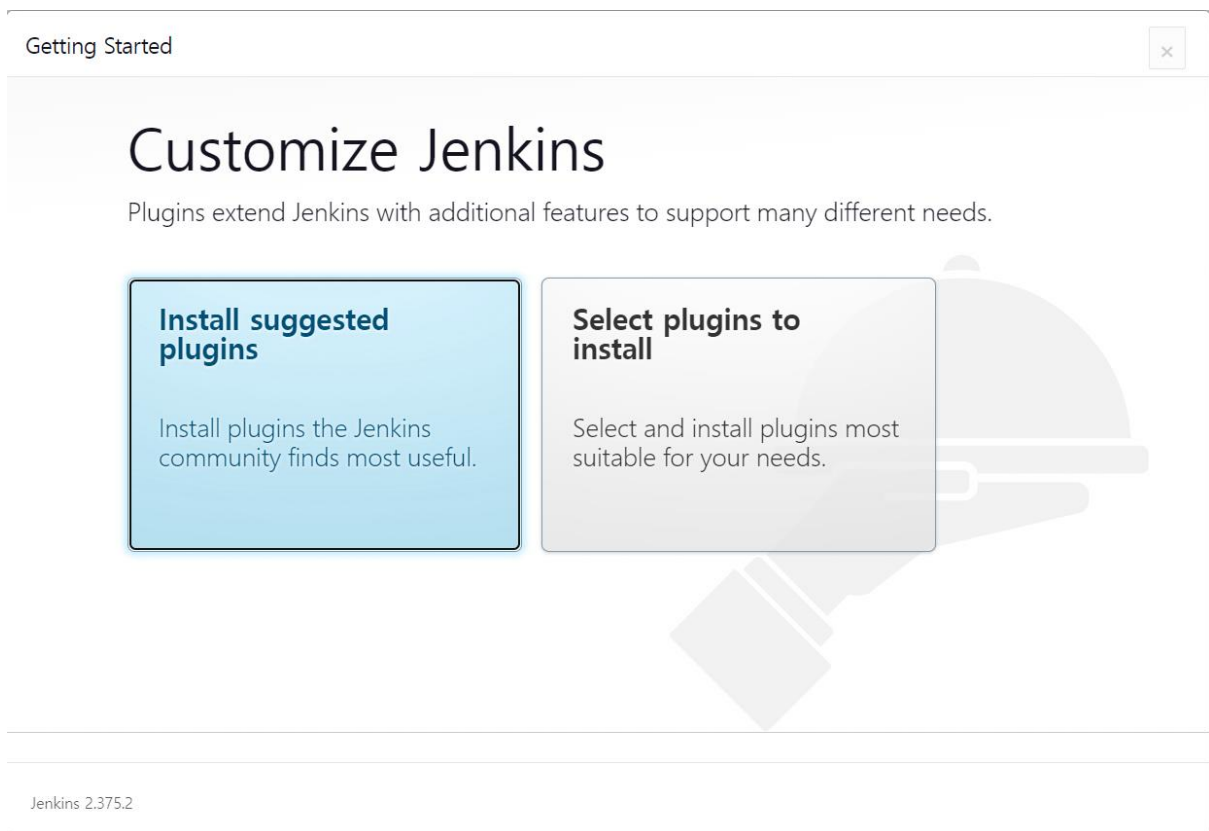 Getting Started
×
Customize Jenkins
Plugins extend Jenkins with additional features to support many different needs.
Install suggested
plugins
Install plugins the Jenkins
community finds most useful.
Select plugins to
install
Select and install plugins most
suitable for your needs.
Jenkins 2.375.2